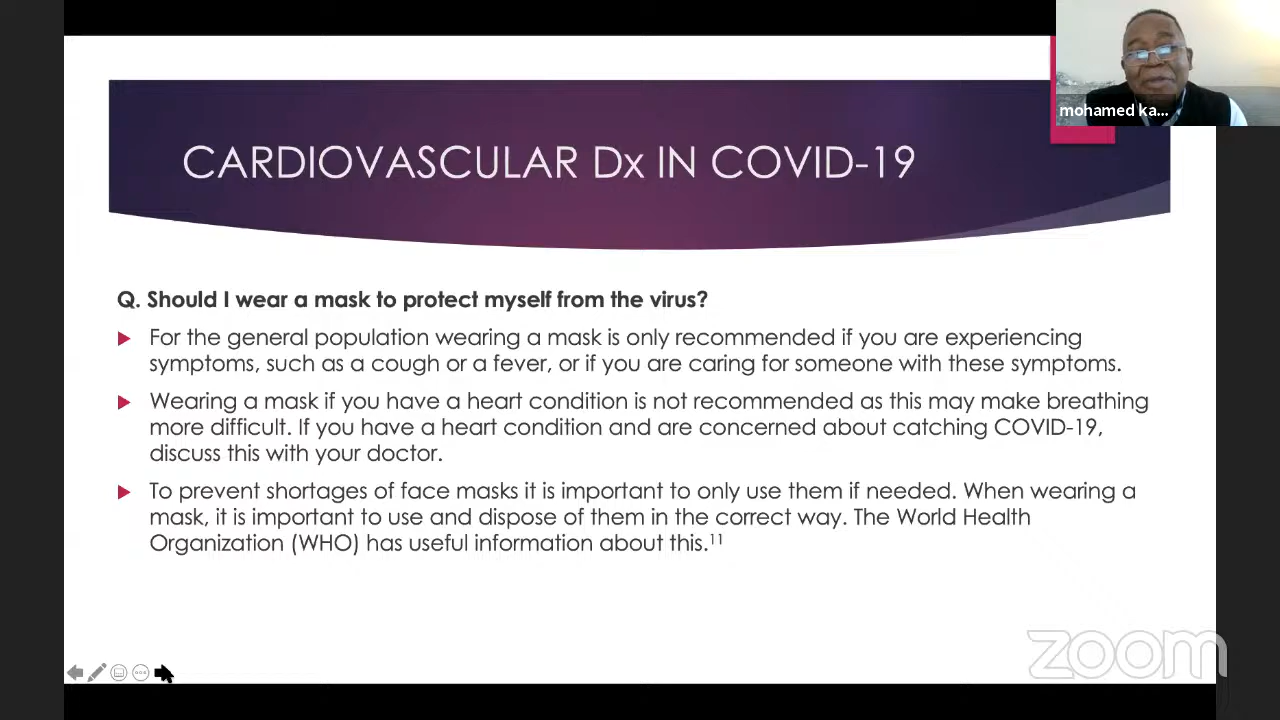 CARDIOVASCULAR Dx IN COVID-19
mohamed ka...
Q. Should I wear a mask to protect myself from the virus?
For the general population wearing a mask is only recommended if you are experiencing
symptoms, such as a cough or a fever, or if you are caring for someone with these symptoms.
Wearing a mask if you have a heart condition is not recommended as this may make breathing
more difficult. If you have a heart condition and are concerned about catching COVID-19,
discuss this with your doctor.
To prevent shortages of face masks it is important to only use them if needed. When wearing a
mask, it is important to use and dispose of them in the correct way. The World Health
Organization (WHO) has useful information about this.¹¹
zoom